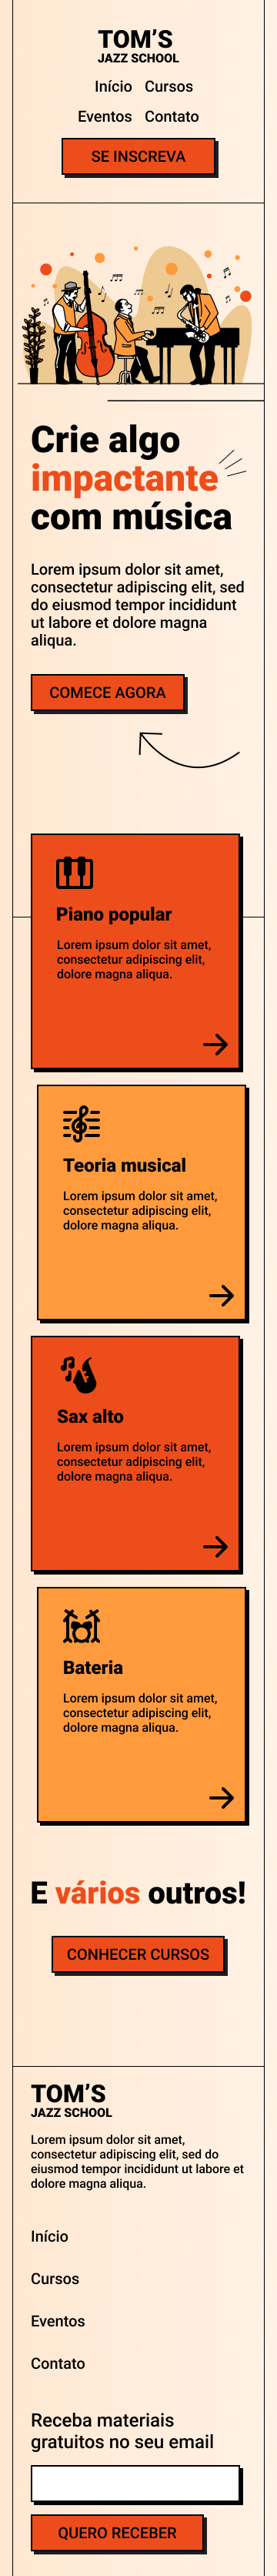 TOM'S
JAZZ SCHOOL
Início Cursos
Eventos Contato
SE INSCREVA
Crie algo
impactante
com música
Lorem ipsum dolor sit amet,
consectetur adipiscing elit, sed
do eiusmod tempor incididunt
ut labore et dolore magna
aliqua.
COMECE AGORA
Piano popular
Lorem ipsum dolor sit amet,
consectetur adipiscing elit,
dolore magna aliqua.
Teoria musical
Lorem ipsum dolor sit amet,
consectetur adipiscing elit,
dolore magna aliqua.
Sax alto
Lorem ipsum dolor sit amet,
consectetur adipiscing elit,
dolore magna aliqua.
Bateria
Lorem ipsum dolor sit amet,
consectetur adipiscing elit,
dolore magna aliqua.
E vários outros!
CONHECER CURSOS
TOM'S
JAZZ SCHOOL
Lorem ipsum dolor sit amet,
consectetur adipiscing elit, sed do
eiusmod tempor incididunt ut labore et
dolore magna aliqua.
Início
Cursos
Eventos
Contato
Receba materiais
gratuitos no seu email
QUERO RECEBER